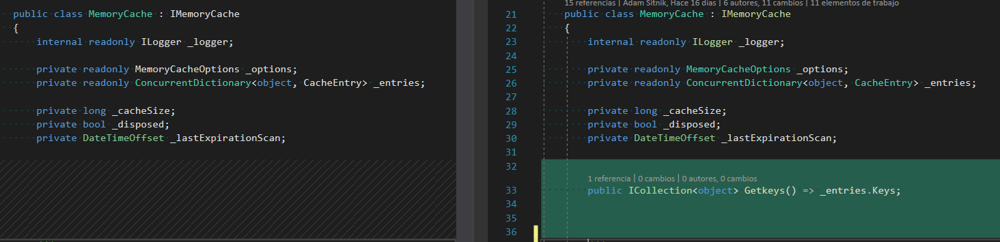 public class MemoryCache : IMemoryCache
{
internal readonly ILogger _logger;
private readonly MemoryCacheOptions _options;
private readonly ConcurrentDictionary<object, CacheEntry> _entries;
private long _cacheSize;
private bool _disposed;
private DateTimeOffset _lastExpirationScan;
15 referencias | Adam Sitnik, Hace 16 días | 6 autores, 11 cambios | 11 elementos de trabajo
21 public class MemoryCache : IMemoryCache
22 {
23 internal readonly ILogger _logger;
24
25 private readonly MemoryCacheOptions _options;
26 private readonly ConcurrentDictionary<object, CacheEntry> _entries;
27
28 private long _cacheSize;
29 private bool _disposed;
30 private DateTimeOffset _lastExpirationScan;
31
32
1 referencia | 0 cambios | 0 autores, 0 cambios
33 public ICollection<object> Getkeys() => _entries.Keys;
34
35
36